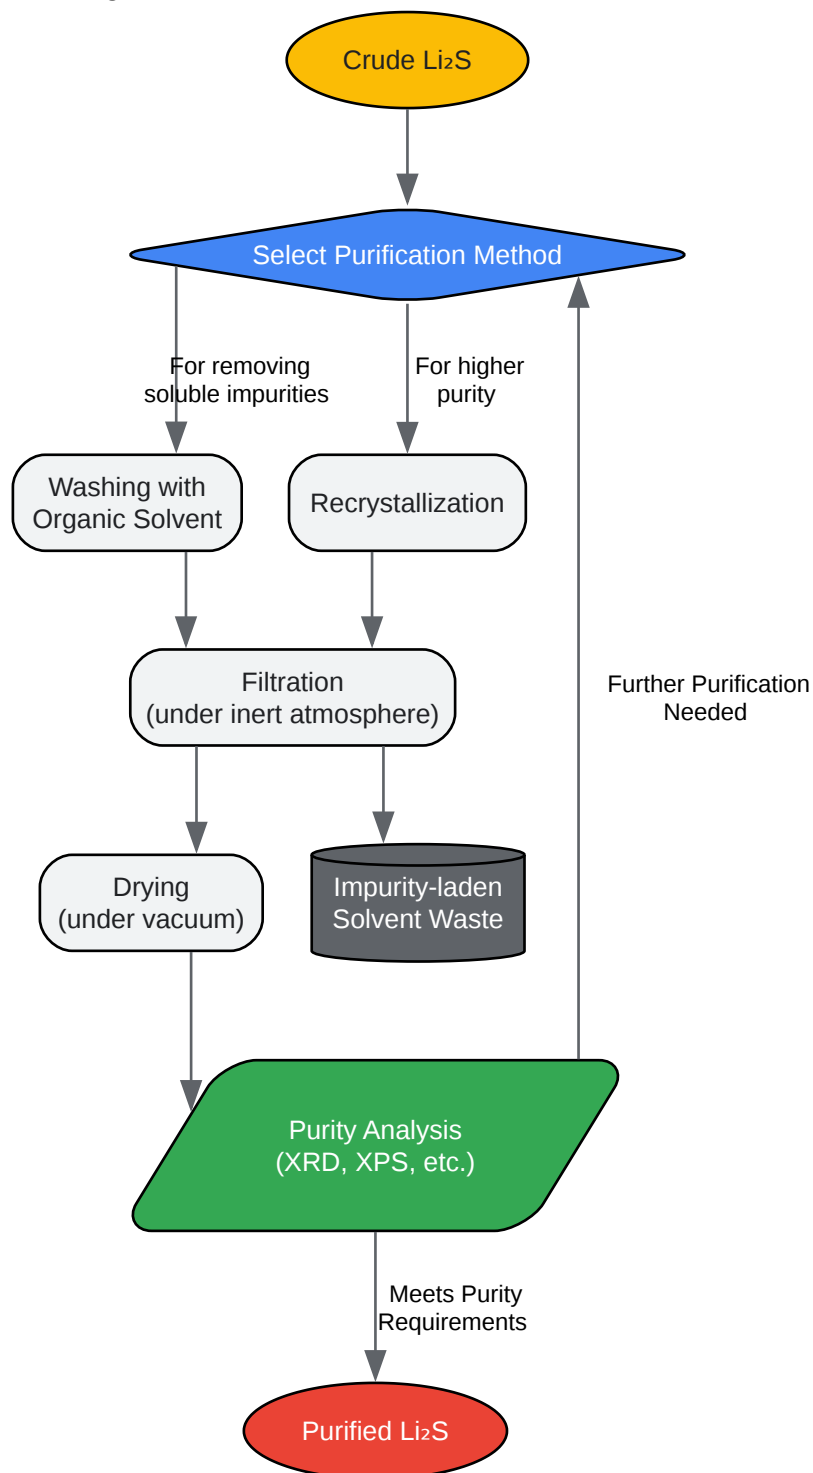 Crude Li₂S
Select Purification Method
For removing
soluble impurities
For higher
purity
Washing with
Organic Solvent
Recrystallization
Filtration
(under inert atmosphere)
Further Purification
Needed
Drying
(under vacuum)
Impurity-laden
Solvent Waste
Purity Analysis
(XRD, XPS, etc.)
Meets Purity
Requirements
Purified Li₂S